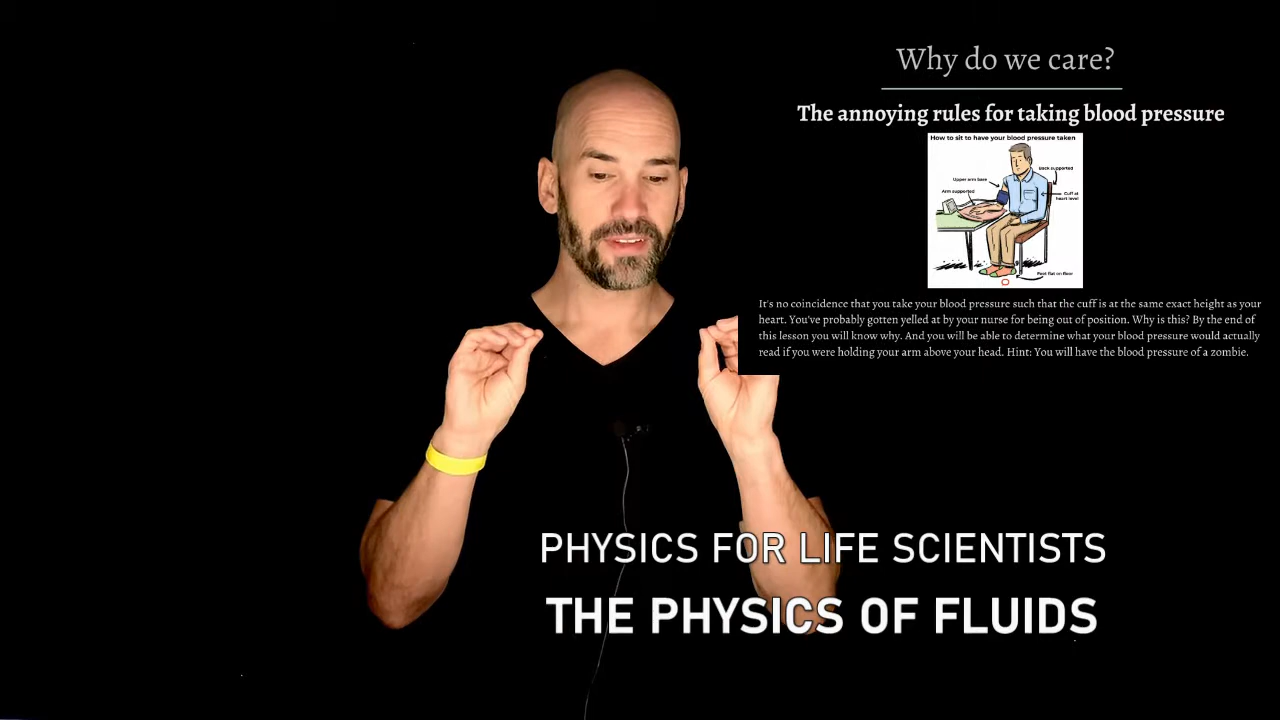 Why do we care?
The annoying rules for taking blood pressure
How to sit to have your blood pressure taken
Back supported
Upper arm bare
Arm supported
Cuff at
heart level
Feet flat on floor
It's no coincidence that you take your blood pressure such that the cuff is at the same exact height as your
heart. You've probably gotten yelled at by your nurse for being out of position. Why is this? By the end of
this lesson you will know why. And you will be able to determine what your blood pressure would actually
read if you were holding your arm above your head. Hint: You will have the blood pressure of a zombie.
PHYSICS FOR LIFE SCIENTISTS
THE PHYSICS OF FLUIDS